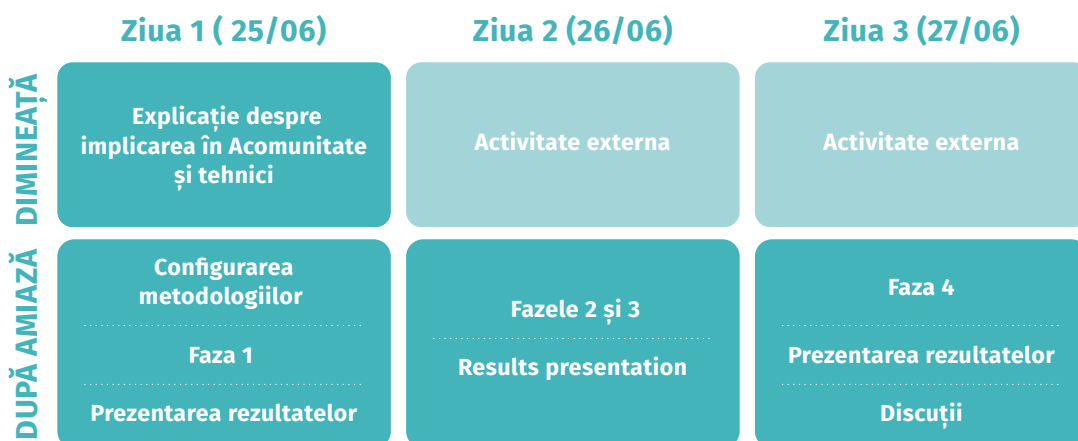 Ziua 1 ( 25/06)
Ziua 2 (26/06)
Ziua 3 (27/06)
DIMINEAȚĂ
Explicație despre
implicarea în Acomunitate
și tehnici
Activitate externa
Activitate externa
DUPĂ AMIAZĂ
Configurarea
metodologiilor
Faza 1
Prezentarea rezultatelor
Fazele 2 și 3
Results presentation
Faza 4
Prezentarea rezultatelor
Discuții